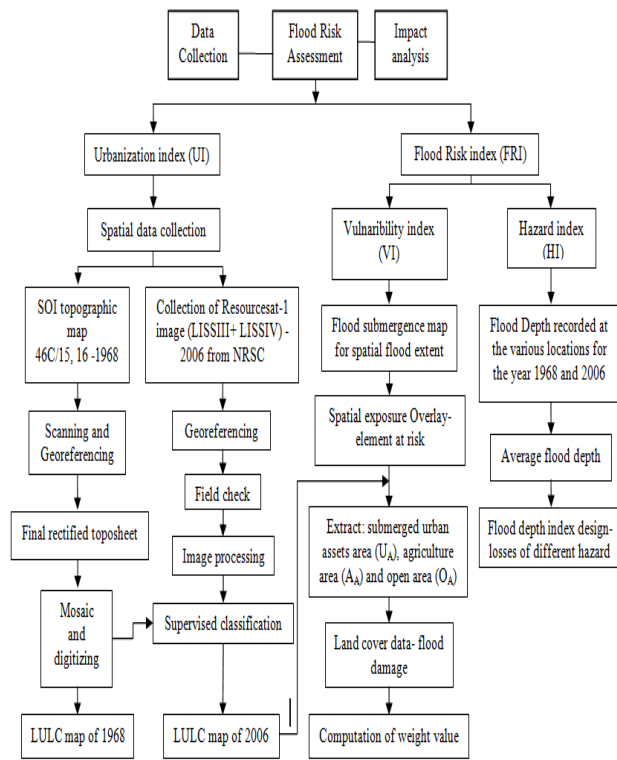 Data
Collection
Flood Risk
Assessment
Impact
analysis
Urbanization index (UI)
Flood Risk index (FRI)
Spatial data collection
Vulnaribility index
(VI)
Hazard index
(HI)
SOI topographic
map
46C/15, 16 -1968
Collection of Resourcesat-1
image (LISSIII+ LISSIV) -
2006 from NRSC
Flood submergence map
for spatial flood extent
Flood Depth recorded at
the various locations for
the year 1968 and 2006
Scanning and
Georeferencing
Georeferencing
Spatial exposure Overlay-
element at risk
Average flood depth
Field check
Final rectified toposheet
Image processing
Extract: submerged urban
assets area (UA), agriculture
area (AA) and open area (OA)
Flood depth index design-
losses of different hazard
Mosaic
and
digitizing
Supervised classification
Land cover data- flood
damage
LULC map of 1968
LULC map of 2006
Computation of weight value